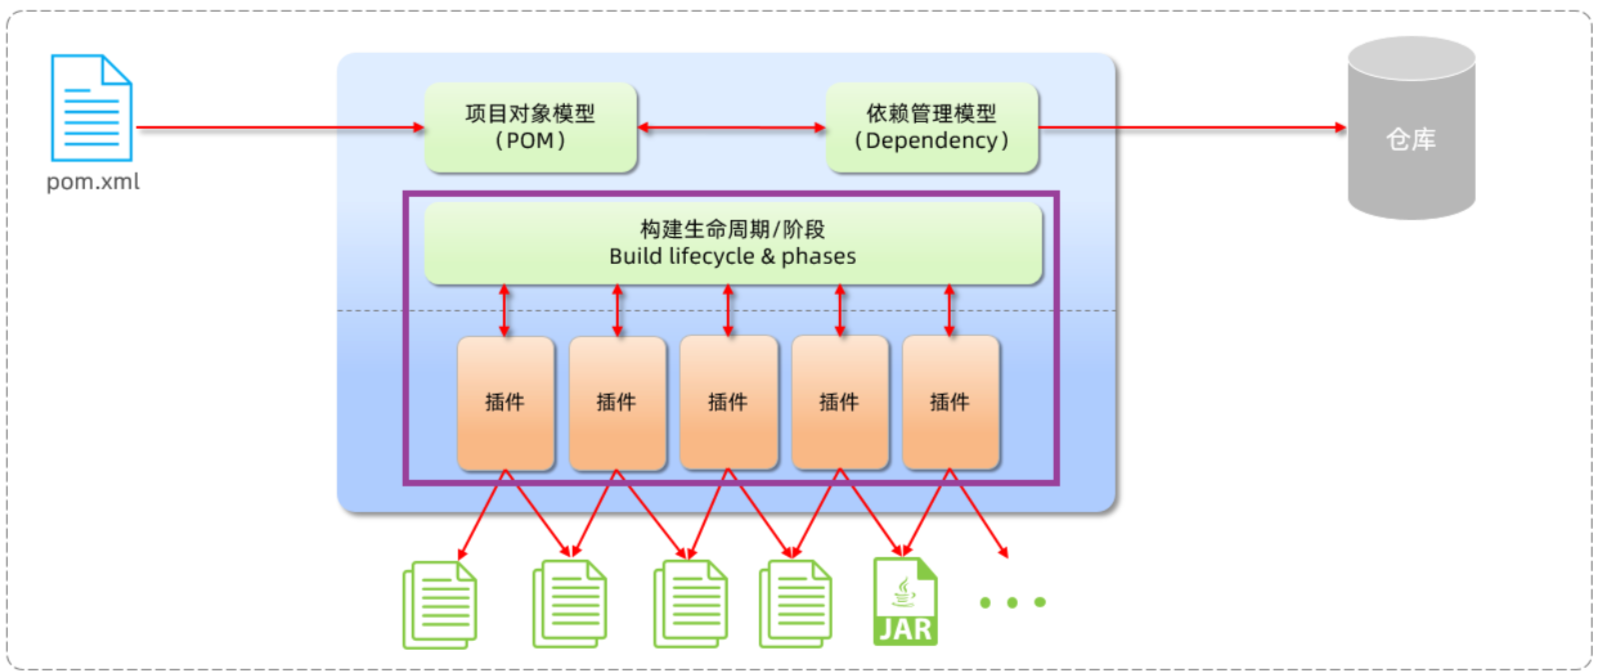 项目对象模型
（POM）
依赖管理模型
（Dependency）
仓库
pom.xml
构建生命周期/阶段
Build lifecycle & phases
插件
插件
插件
插件
插件
JAR